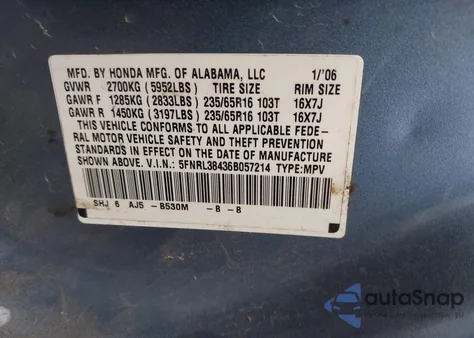 MFD. BY HONDA MFG. OF ALABAMA, LLC 1/'06
GVWR 2700KG (5952LBS) TIRE SIZE RIM SIZE
GAWR F 1285KG (2833LBS) 235/65R16 103T 16X7J
GAWR R 1450KG (3197LBS) 235/65R16 103T 16X7J
THIS VEHICLE CONFORMS TO ALL APPLICABLE FEDE-
RAL MOTOR VEHICLE SAFETY AND THEFT PREVENTION
STANDARDS IN EFFECT ON THE DATE OF MANUFACTURE
SHOWN ABOVE. V.I.N.: 5FNRL38436B057214 TYPE: MPV
SHJ 6 AJ5 -B530M -B -B
autoSnap